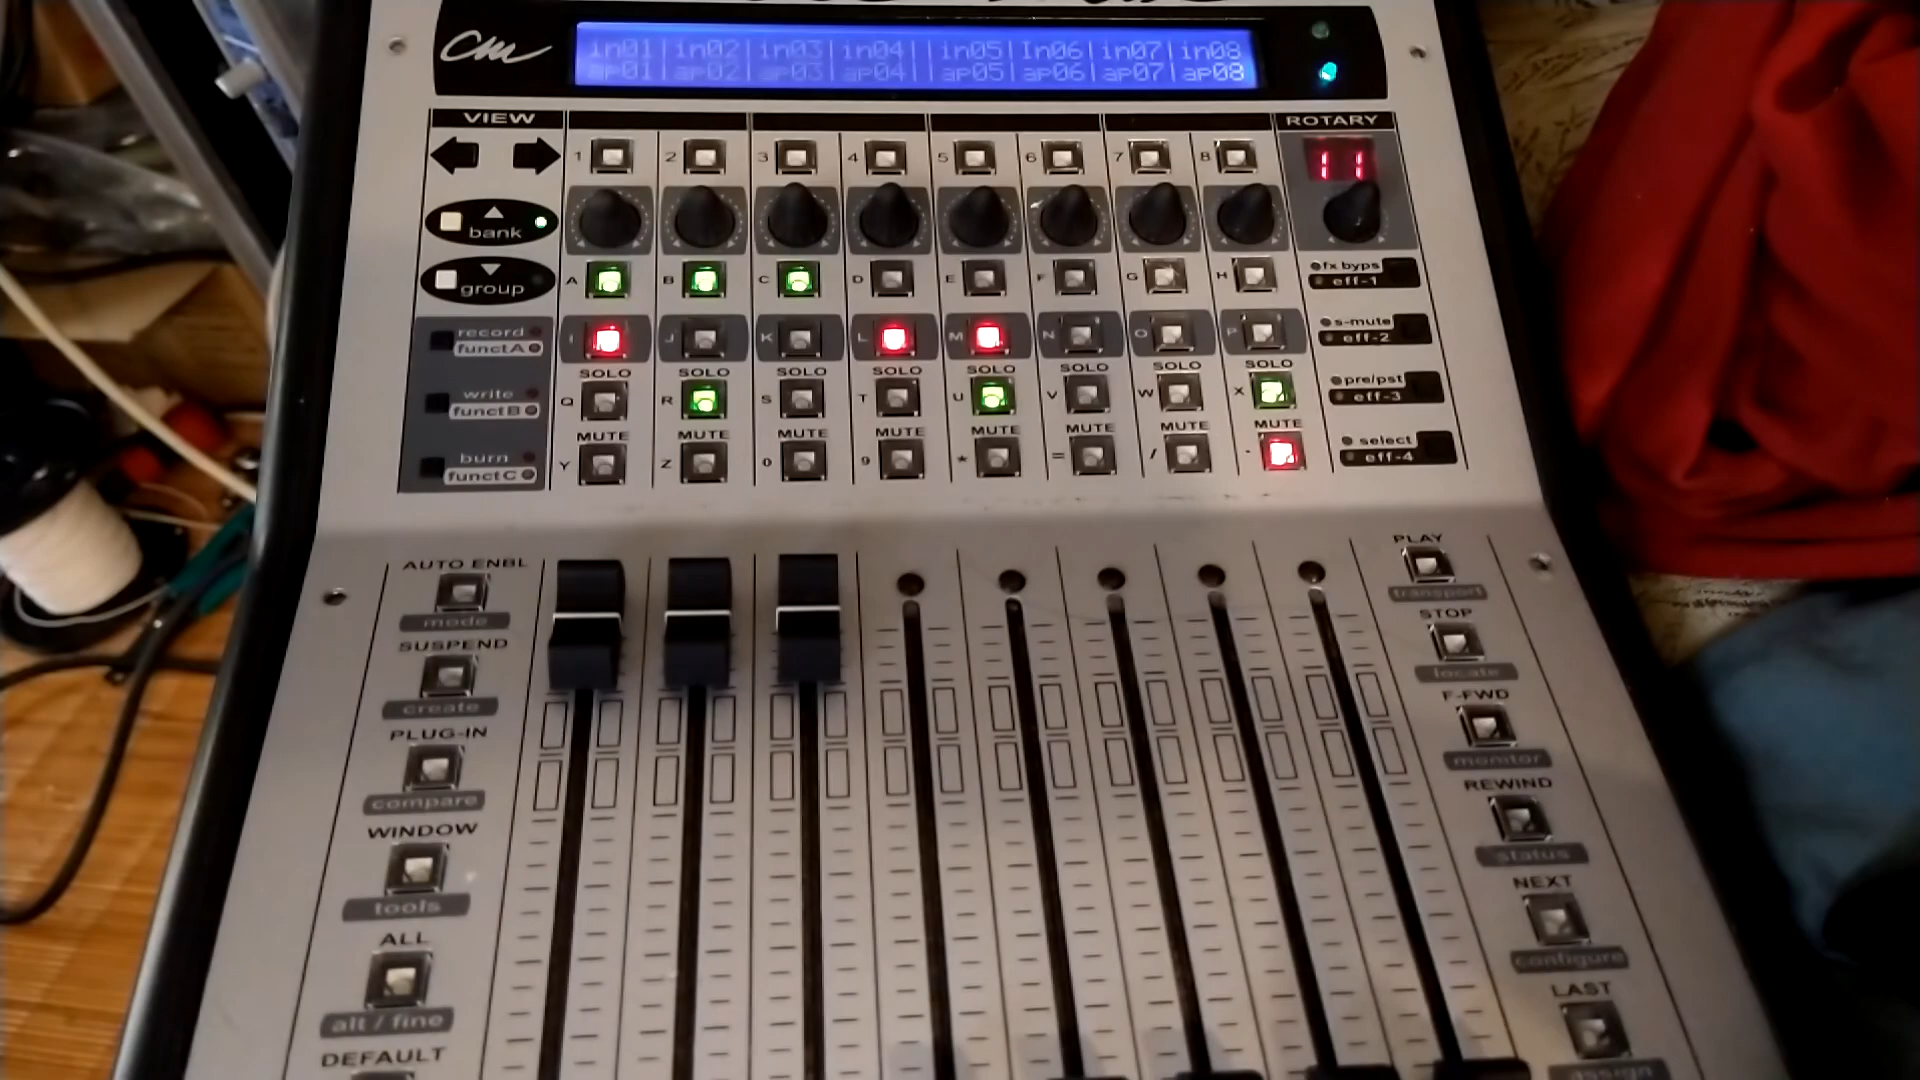 CM
in01|in02|in03|in04||in05|In06|in07|in08
ap01|ap02|ap03|ap04||ap05|ap06|ap07|ap08
VIEW
ROTARY
1 2 3 4 5 6 7 8
11
bank
group
A B C D E F G H
fx byps
eff-1
record
functA
I J K L M N O P
s-mute
eff-2
SOLO SOLO SOLO SOLO SOLO SOLO SOLO SOLO
write
functB
Q R S T U V W X
pre/pst
eff-3
MUTE MUTE MUTE MUTE MUTE MUTE MUTE MUTE
burn
functC
Y Z 0 9 * = / -
select
eff-4
AUTO ENBL
mode
SUSPEND
create
PLUG-IN
compare
WINDOW
tools
ALL
alt / fine
DEFAULT
PLAY
transport
STOP
locate
F-FWD
monitor
REWIND
status
NEXT
configure
LAST
assign